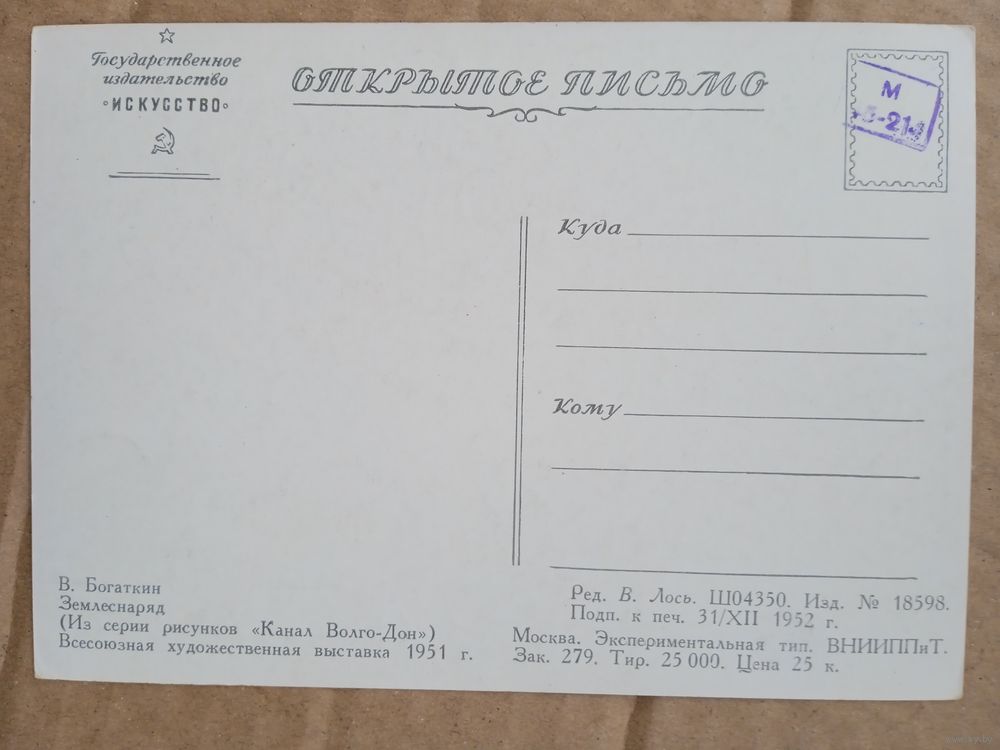 Государственное
издательство
ИСКУССТВО
ОТКРЫТОЕ ПИСЬМО
М
Куда
Кому
В. Богаткин
Землеснаряд
(Из серии рисунков «Канал Волго-Дон»)
Всесоюзная художественная выставка 1951 г.
Ред. В. Лось. Ш04350. Изд. № 18598.
Подп. к печ. 31/XII 1952 г.
Москва. Экспериментальная тип. ВНИИППиТ.
Зак. 279. Тир. 25 000. Цена 25 к.